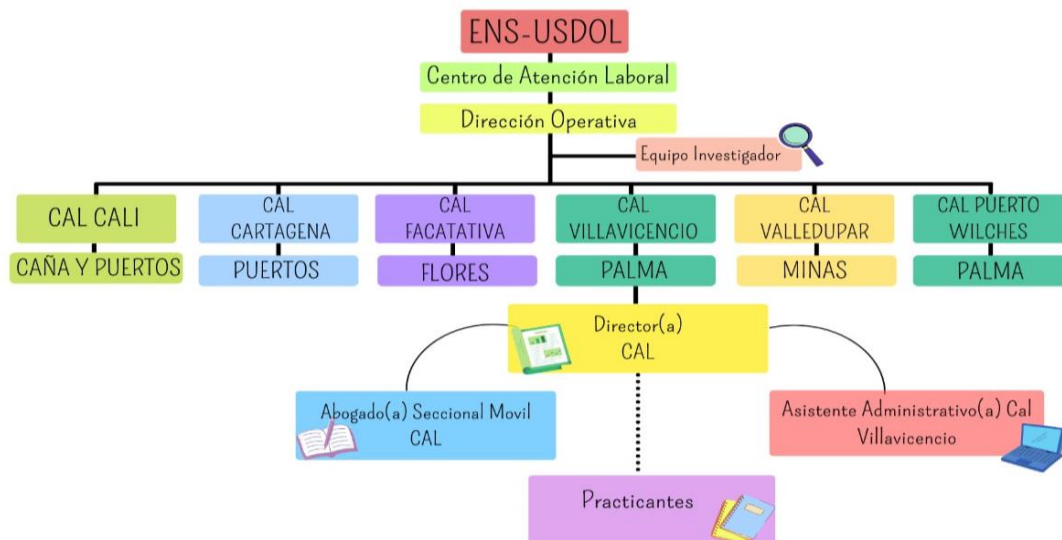 ENS-USDOL
Centro de Atención Laboral
Dirección Operativa
Equipo Investigador
CAL CALI
CAÑA Y PUERTOS
CAL
CARTAGENA
PUERTOS
CAL
FACATATIVA
FLORES
CAL
VILLAVICENCIO
PALMA
CAL
VALLEDUPAR
MINAS
CAL PUERTO
WILCHES
PALMA
Director(a)
CAL
Abogado(a) Seccional Movil
CAL
Asistente Administrativo(a) Cal
Villavicencio
Practicantes